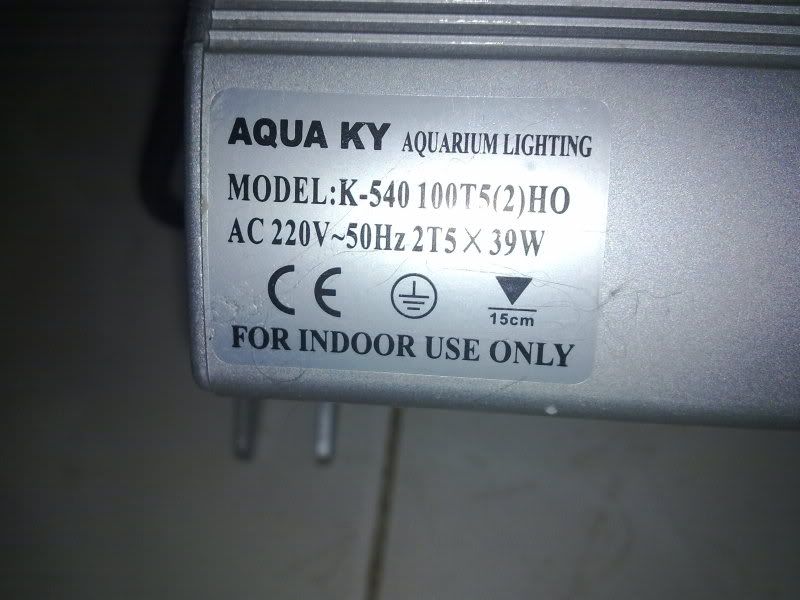 AQUA KY AQUARIUM LIGHTING
MODEL:K-540 100T5(2)HO
AC 220V~50Hz 2T5×39W
CE
15cm
FOR INDOOR USE ONLY